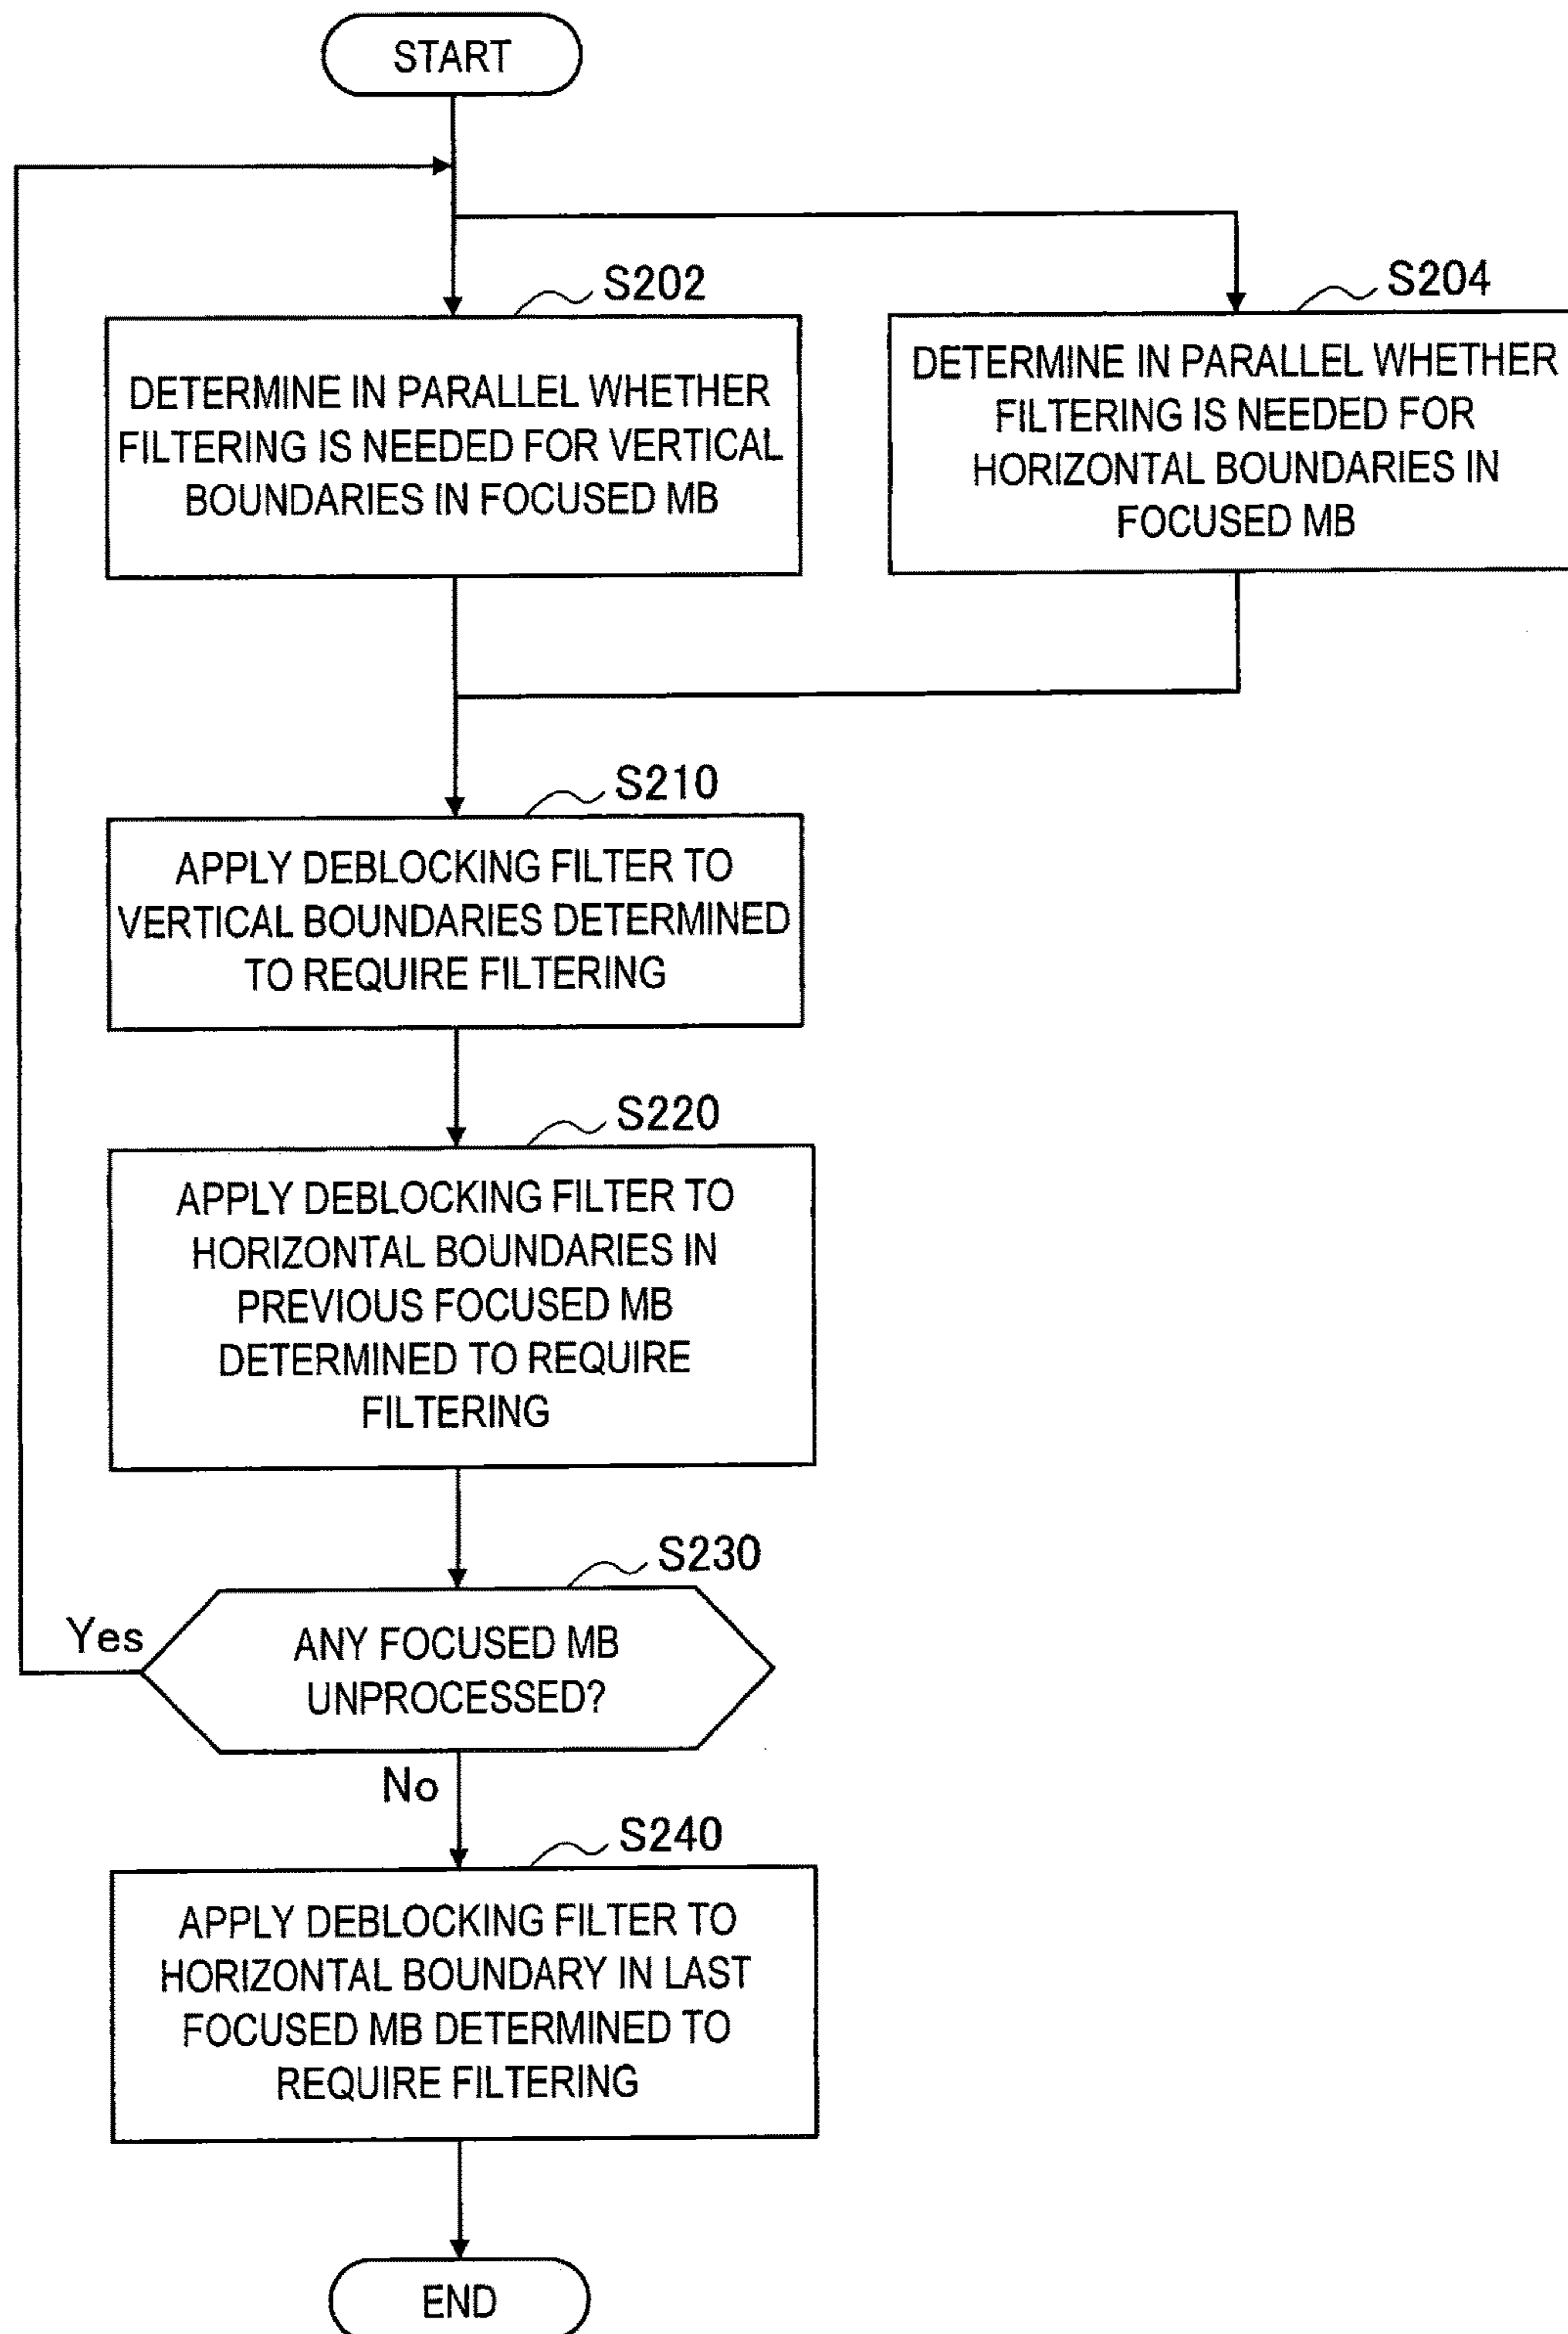 START
S202
DETERMINE IN PARALLEL WHETHER
FILTERING IS NEEDED FOR VERTICAL
BOUNDARIES IN FOCUSED MB
S204
DETERMINE IN PARALLEL WHETHER
FILTERING IS NEEDED FOR
HORIZONTAL BOUNDARIES IN
FOCUSED MB
S210
APPLY DEBLOCKING FILTER TO
VERTICAL BOUNDARIES DETERMINED
TO REQUIRE FILTERING
S220
APPLY DEBLOCKING FILTER TO
HORIZONTAL BOUNDARIES IN
PREVIOUS FOCUSED MB
DETERMINED TO REQUIRE
FILTERING
S230
Yes
ANY FOCUSED MB
UNPROCESSED?
No
S240
APPLY DEBLOCKING FILTER TO
HORIZONTAL BOUNDARY IN LAST
FOCUSED MB DETERMINED TO
REQUIRE FILTERING
END